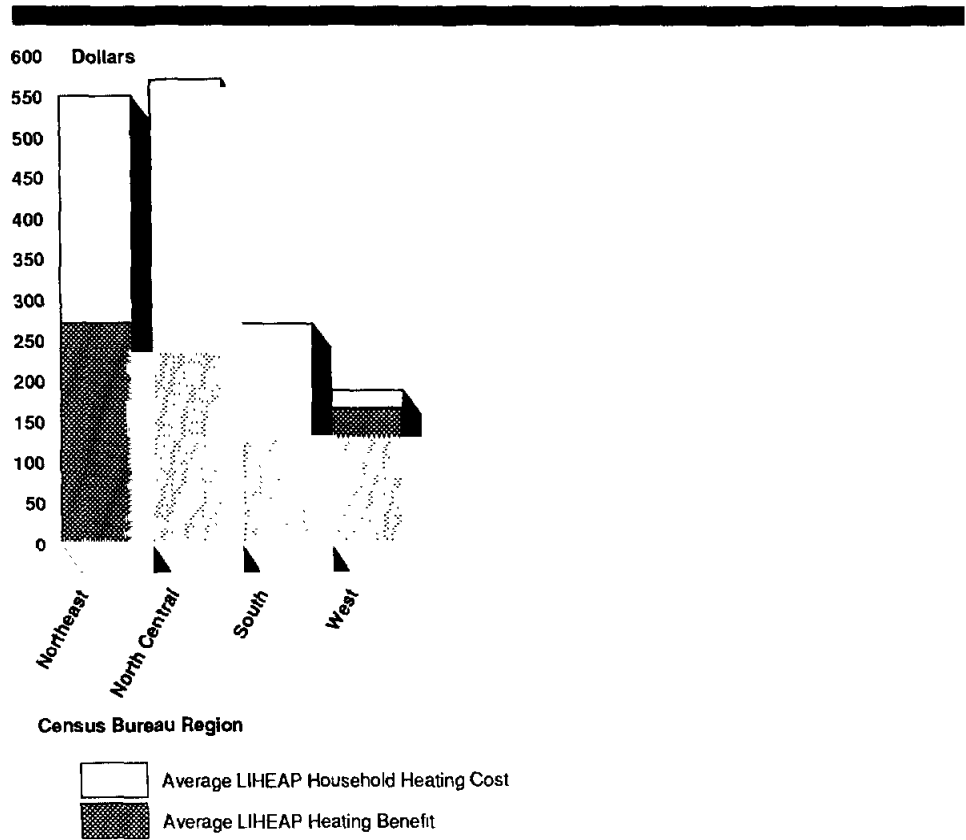 600 Dollars
550
500
450
400
350
300
250
200
150
100
50
0
Northeast
North Central
South
West
Census Bureau Region
Average LIHEAP Household Heating Cost
Average LIHEAP Heating Benefit